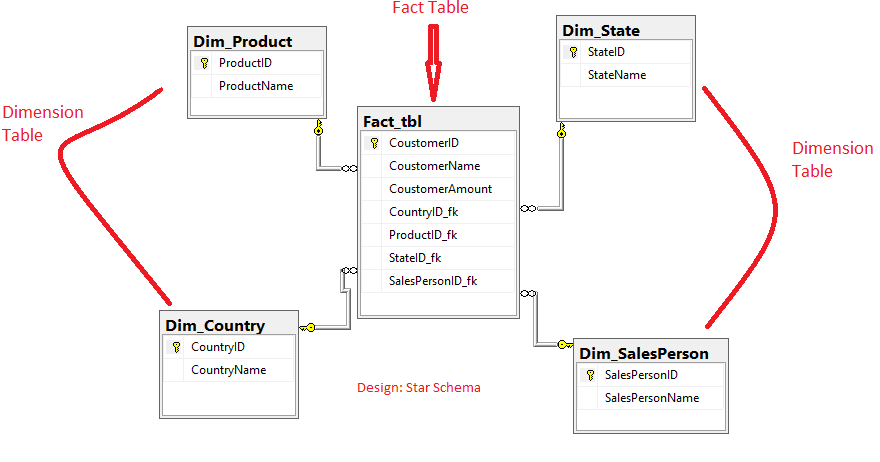 Fact Table
Dim_Product
ProductID
ProductName
Dim_State
StateID
StateName
Dimension
Table
Fact_tbl
CoustomerID
CoustomerName
CoustomerAmount
CountryID_fk
ProductID_fk
StateID_fk
SalesPersonID_fk
Dimension
Table
Dim_Country
CountryID
CountryName
Dim_SalesPerson
SalesPersonID
SalesPersonName
Design: Star Schema